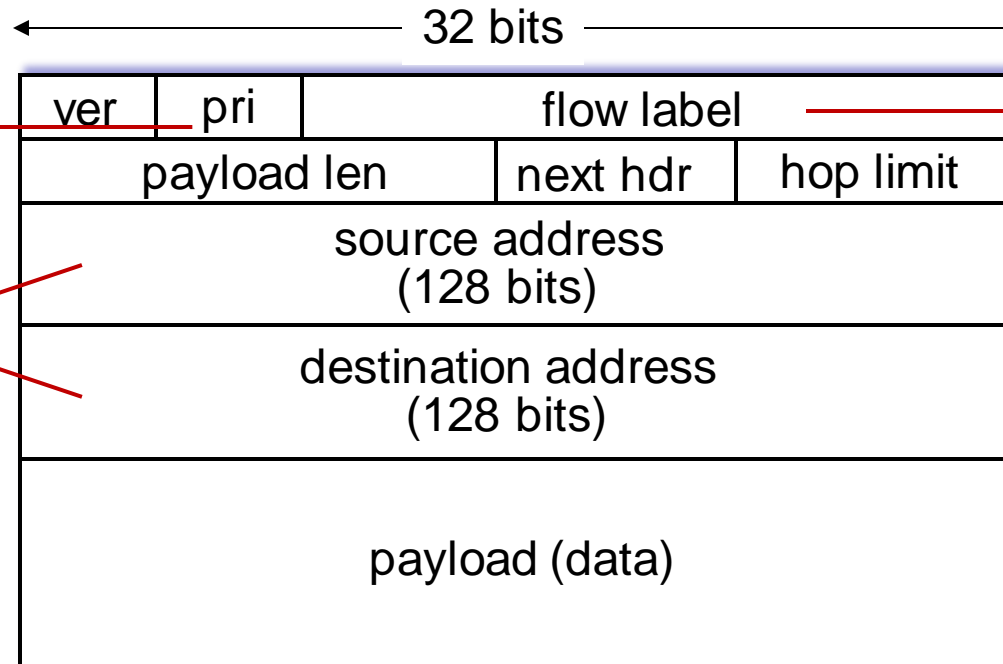 32 bits
ver pri flow label
payload len next hdr hop limit
source address
(128 bits)
destination address
(128 bits)
payload (data)